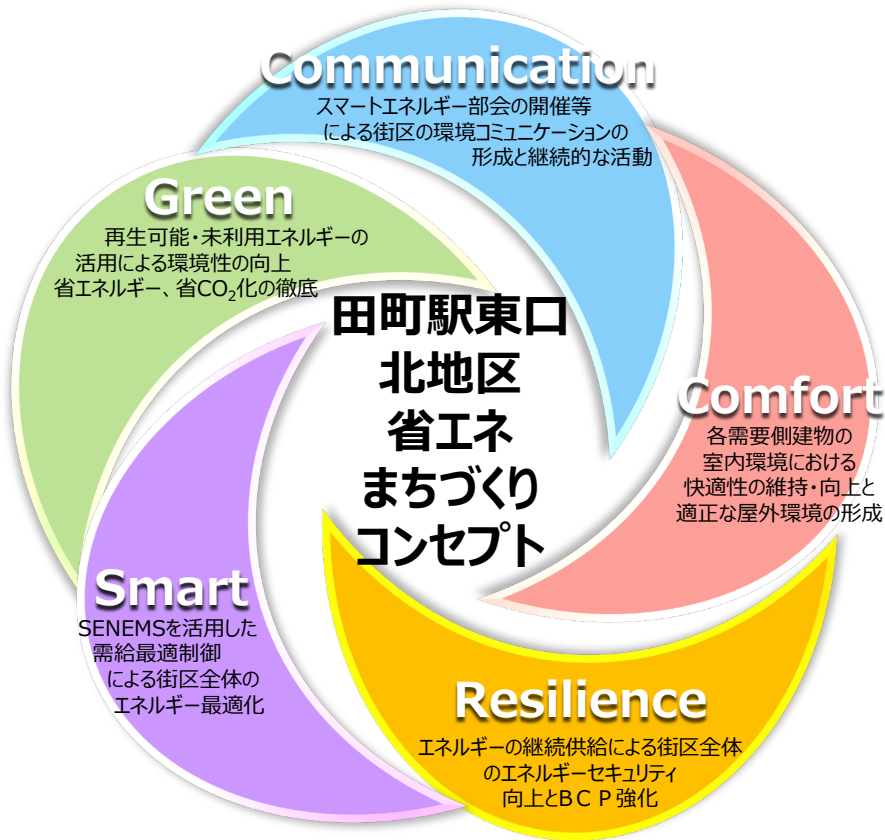 Communication
スマートエネルギー部会の開催等
による街区の環境コミュニケーションの
形成と継続的な活動
Green
再生可能・未利用エネルギーの
活用による環境性の向上
省エネルギー、省CO₂化の徹底
田町駅東口
北地区
省エネ
まちづくり
コンセプト
Comfort
各需要側建物の
室内環境における
快適性の維持・向上と
適正な屋外環境の形成
Smart
SENEMSを活用した
需給最適制御
による街区全体の
エネルギー最適化
Resilience
エネルギーの継続供給による街区全体
のエネルギーセキュリティ
向上とBCP強化